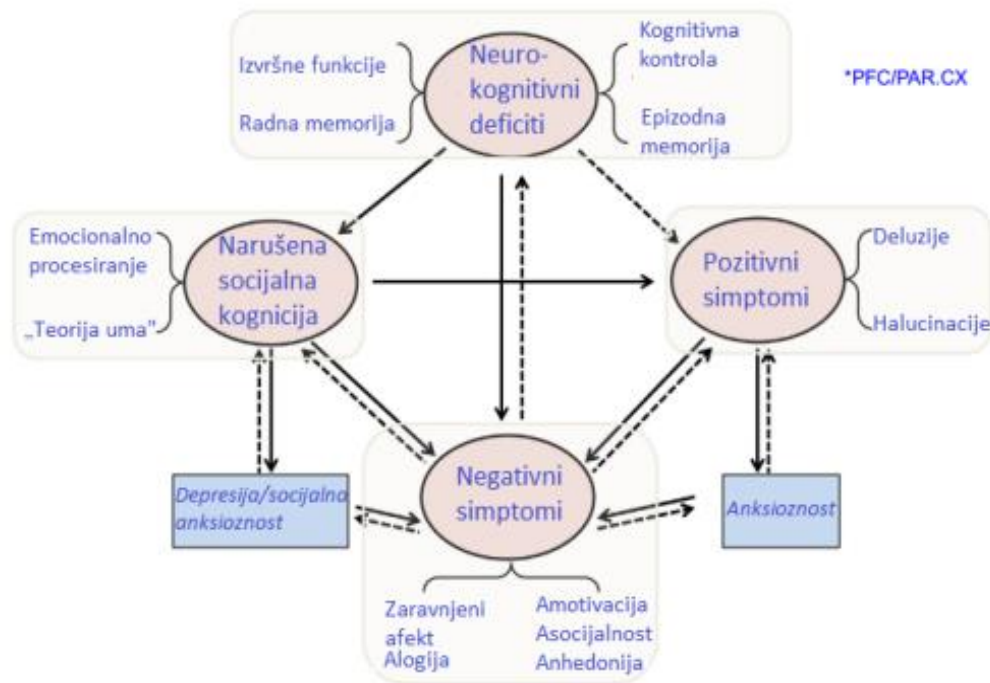 Izvršne funkcije
Radna memorija
Neuro-
kognitivni
deficiti
Kognitivna
kontrola
Epizodna
memorija
*PFC/PAR.CX
Emocionalno
procesiranje
„Teorija uma”
Narušena
socijalna
kognicija
Pozitivni
simptomi
Deluzije
Halucinacije
Depresija/socijalna
anksioznost
Negativni
simptomi
Anksioznost
Zaravnjeni
afekt
Alogija
Amotivacija
Asocijalnost
Anhedonija